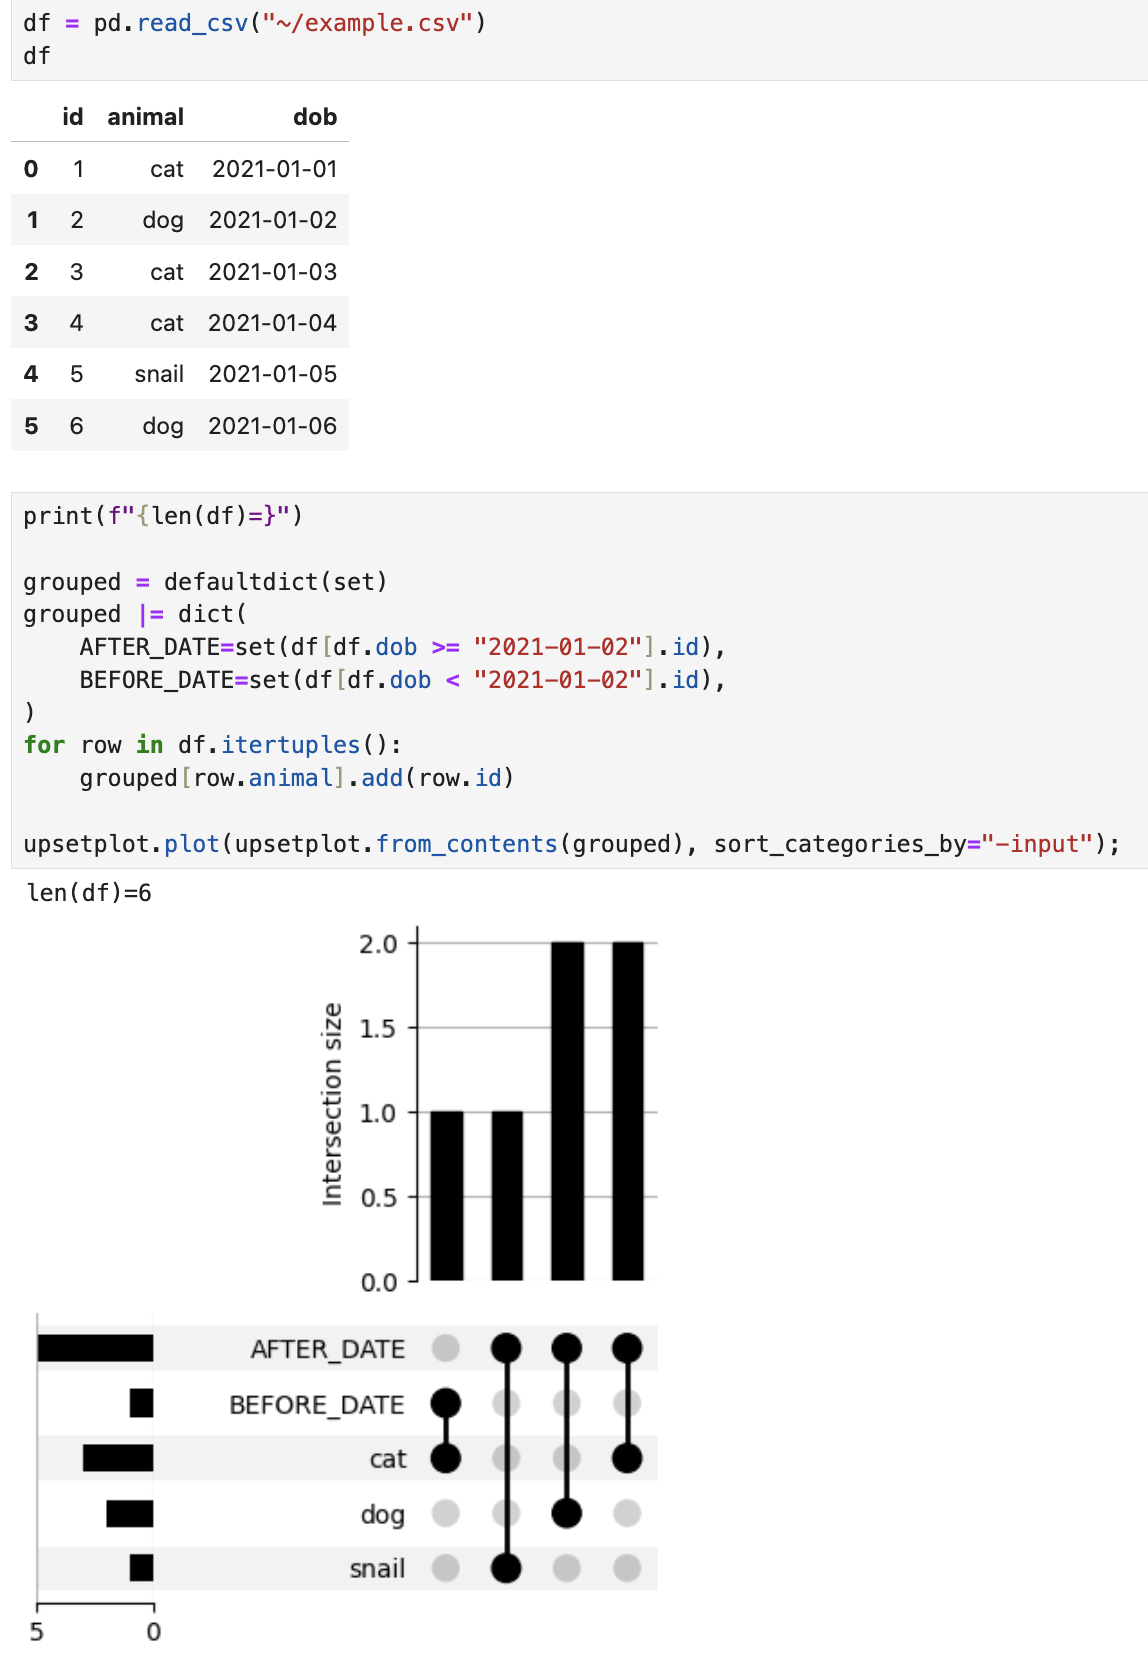 df = pd.read_csv("~/example.csv")
df
id animal dob
0 1 cat 2021-01-01
1 2 dog 2021-01-02
2 3 cat 2021-01-03
3 4 cat 2021-01-04
4 5 snail 2021-01-05
5 6 dog 2021-01-06
print(f"{len(df)=}")
grouped = defaultdict(set)
grouped |= dict(
    AFTER_DATE=set(df[df.dob >= "2021-01-02"].id),
    BEFORE_DATE=set(df[df.dob < "2021-01-02"].id),
)
for row in df.itertuples():
    grouped[row.animal].add(row.id)
upsetplot.plot(upsetplot.from_contents(grouped), sort_categories_by="-input");
len(df)=6
Intersection size
2.0
1.5
1.0
0.5
0.0
AFTER_DATE
BEFORE_DATE
cat
dog
snail
5 0